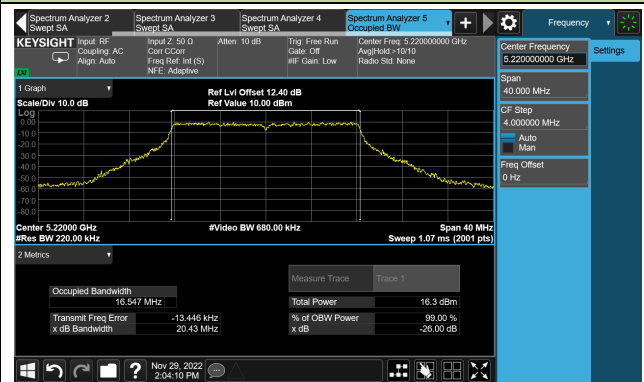 Spectrum Analyzer 2
Swept SA
Spectrum Analyzer 3
Swept SA
Spectrum Analyzer 4
Swept SA
Spectrum Analyzer 5
Occupied BW
Frequency
KEYSIGHT
LXI
Input: RF
Coupling: AC
Align: Auto
Input Z: 50 Ω
Corr CCorr
Freq Ref: Int (S)
NFE: Adaptive
Atten: 10 dB
Trig: Free Run
Gate: Off
#IF Gain: Low
Center Freq: 5.220000000 GHz
Avg|Hold:>10/10
Radio Std: None
Center Frequency
5.220000000 GHz
Settings
Span
40.000 MHz
CF Step
4.000000 MHz
Auto
Man
Freq Offset
0 Hz
1 Graph
Scale/Div 10.0 dB
Ref Lvl Offset 12.40 dB
Ref Value 10.00 dBm
Log
0.00
-10.0
-20.0
-30.0
-40.0
-50.0
-60.0
-70.0
-80.0
Center 5.22000 GHz
#Res BW 220.00 kHz
#Video BW 680.00 kHz
Span 40 MHz
Sweep 1.07 ms (2001 pts)
2 Metrics
Measure Trace
Trace 1
Occupied Bandwidth
16.547 MHz
Total Power
16.3 dBm
Transmit Freq Error
-13.446 kHz
% of OBW Power
99.00 %
x dB Bandwidth
20.43 MHz
x dB
-26.00 dB
Nov 29, 2022
2:04:10 PM